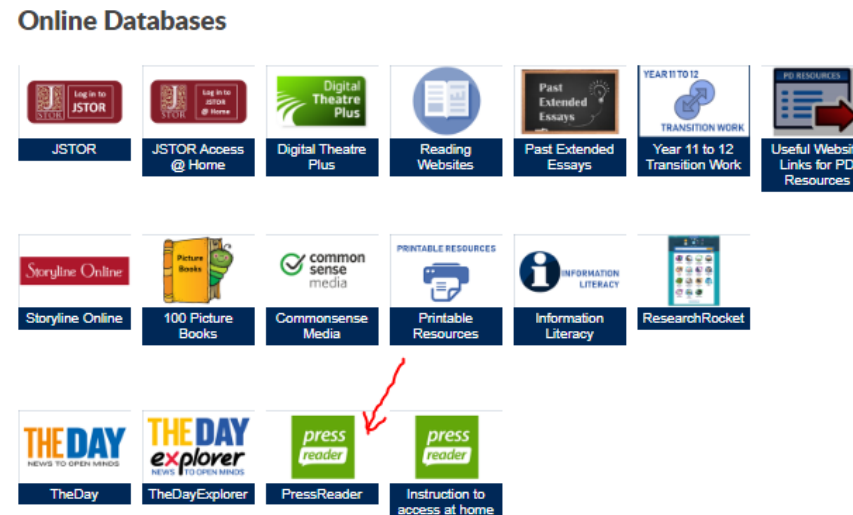 Online Databases
Log in to
JSTOR
JSTOR
JSTOR
Log in to
JSTOR
@ Home
JSTOR
JSTOR Access
@ Home
Digital
Theatre
Plus
Digital Theatre
Plus
Reading
Websites
Past
Extended
Essays
Past Extended
Essays
YEAR 11 TO 12
TRANSITION WORK
Year 11 to 12
Transition Work
PD RESOURCES
Useful Websit
Links for PD
Resources
Storyline Online
Storyline Online
Picture
Books
100 Picture
Books
common
sense
media
Commonsense
Media
PRINTABLE RESOURCES
Printable
Resources
INFORMATION
LITERACY
Information
Literacy
ResearchRocket
THE DAY
NEWS TO OPEN MINDS
TheDay
THE DAY
explorer
NEWS TO OPEN MINDS
TheDayExplorer
press
reader
PressReader
press
reader
Instruction to
access at home